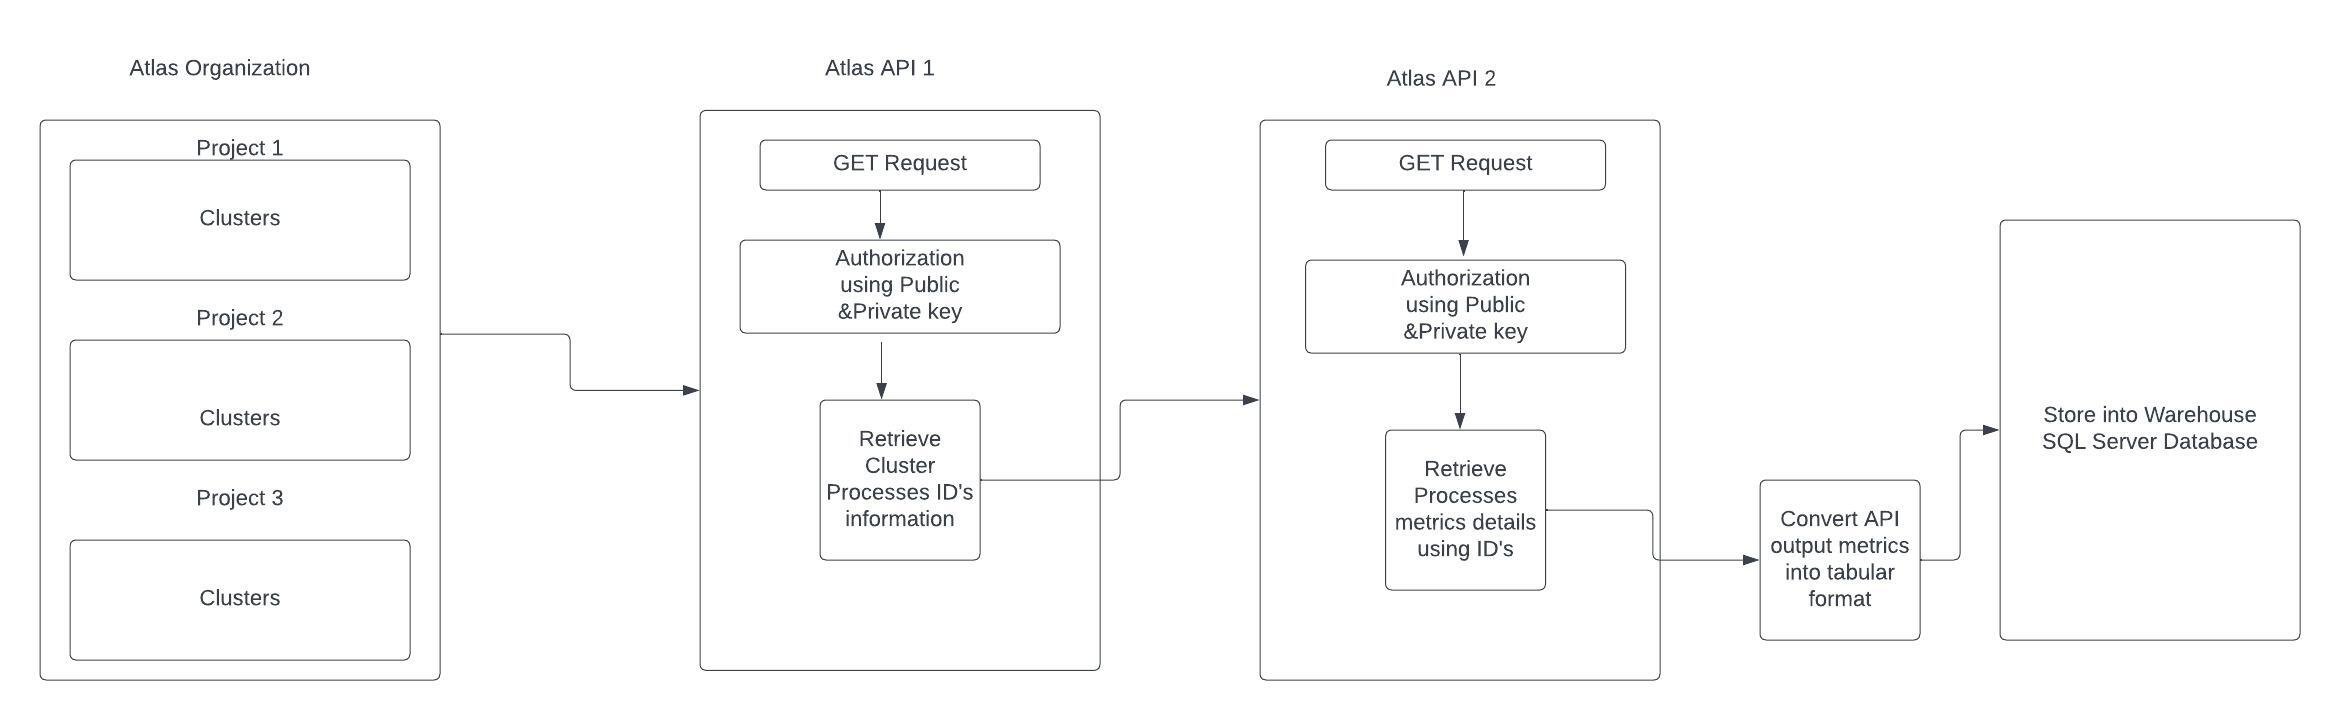 Atlas Organization
Project 1
Clusters
Project 2
Clusters
Project 3
Clusters
Atlas API 1
GET Request
Authorization
using Public
&Private key
Retrieve
Cluster
Processes ID's
information
Atlas API 2
GET Request
Authorization
using Public
&Private key
Retrieve
Processes
metrics details
using ID's
Convert API
output metrics
into tabular
format
Store into Warehouse
SQL Server Database